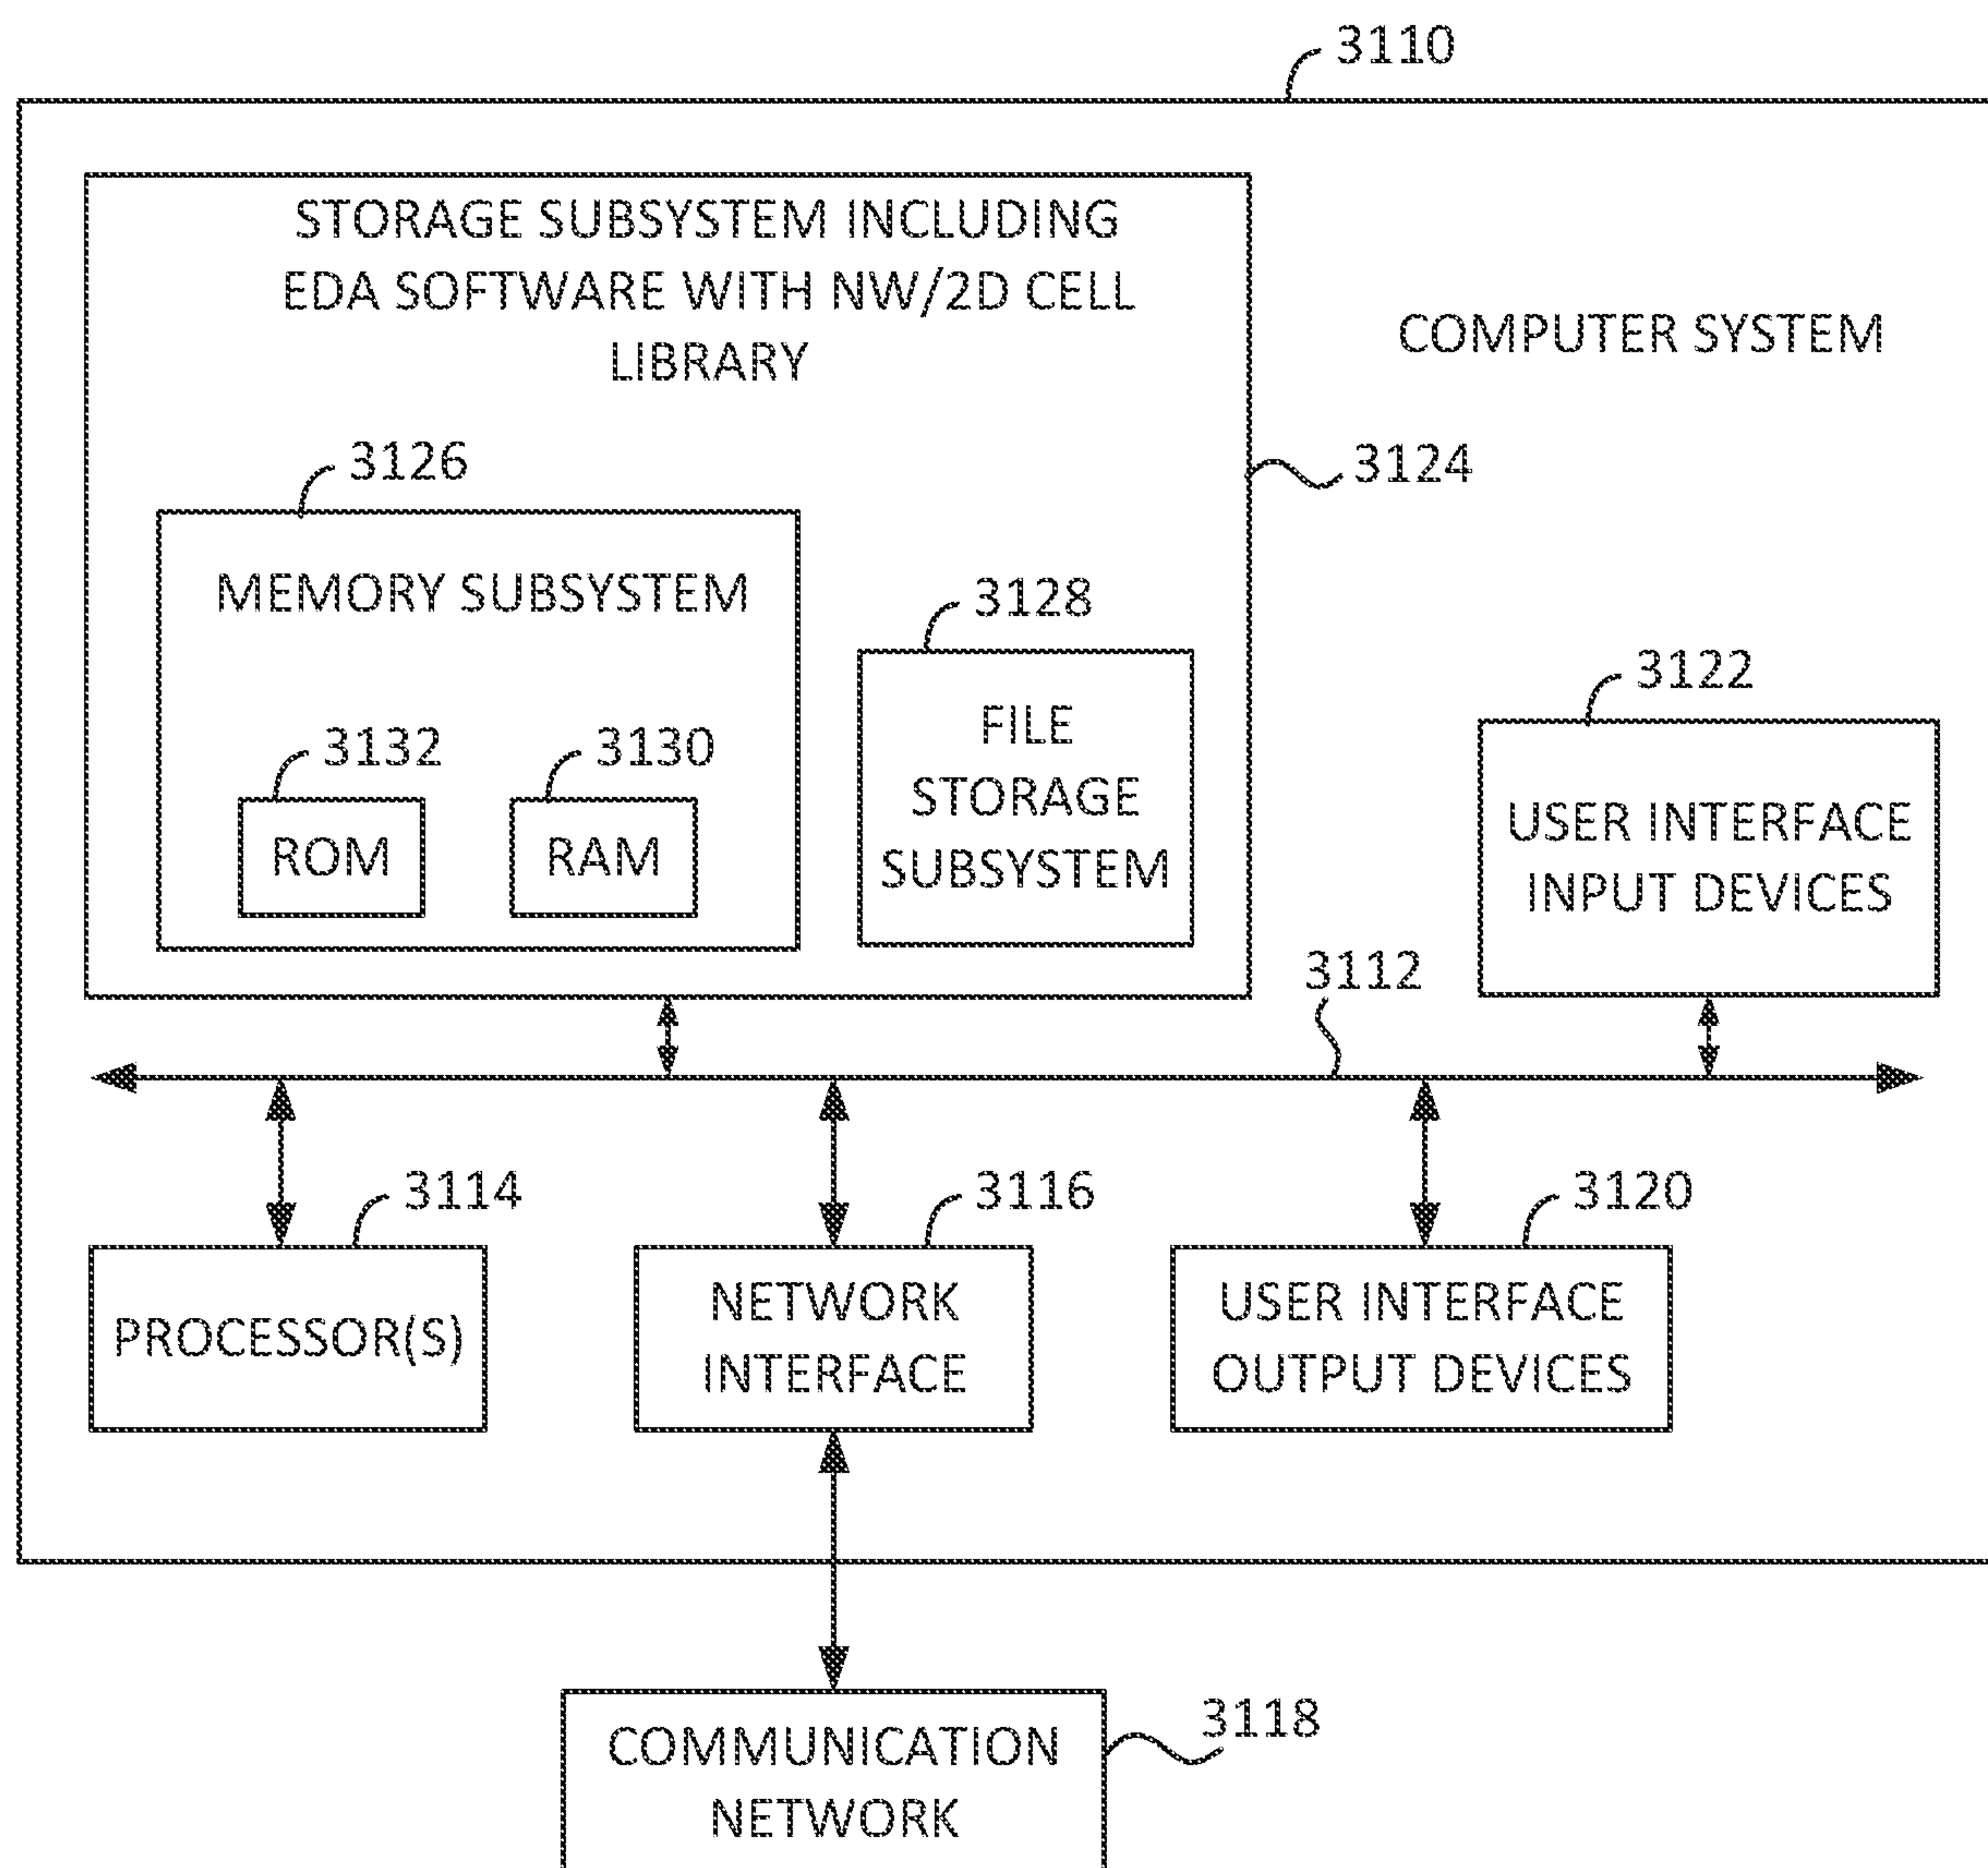 3110
STORAGE SUBSYSTEM INCLUDING
EDA SOFTWARE WITH NW/2D CELL
LIBRARY
COMPUTER SYSTEM
3126
3124
MEMORY SUBSYSTEM
3128
3122
3132
3130
FILE
STORAGE
SUBSYSTEM
ROM
RAM
USER INTERFACE
INPUT DEVICES
3112
3114
3116
3120
PROCESSOR(S)
NETWORK
INTERFACE
USER INTERFACE
OUTPUT DEVICES
3118
COMMUNICATION
NETWORK